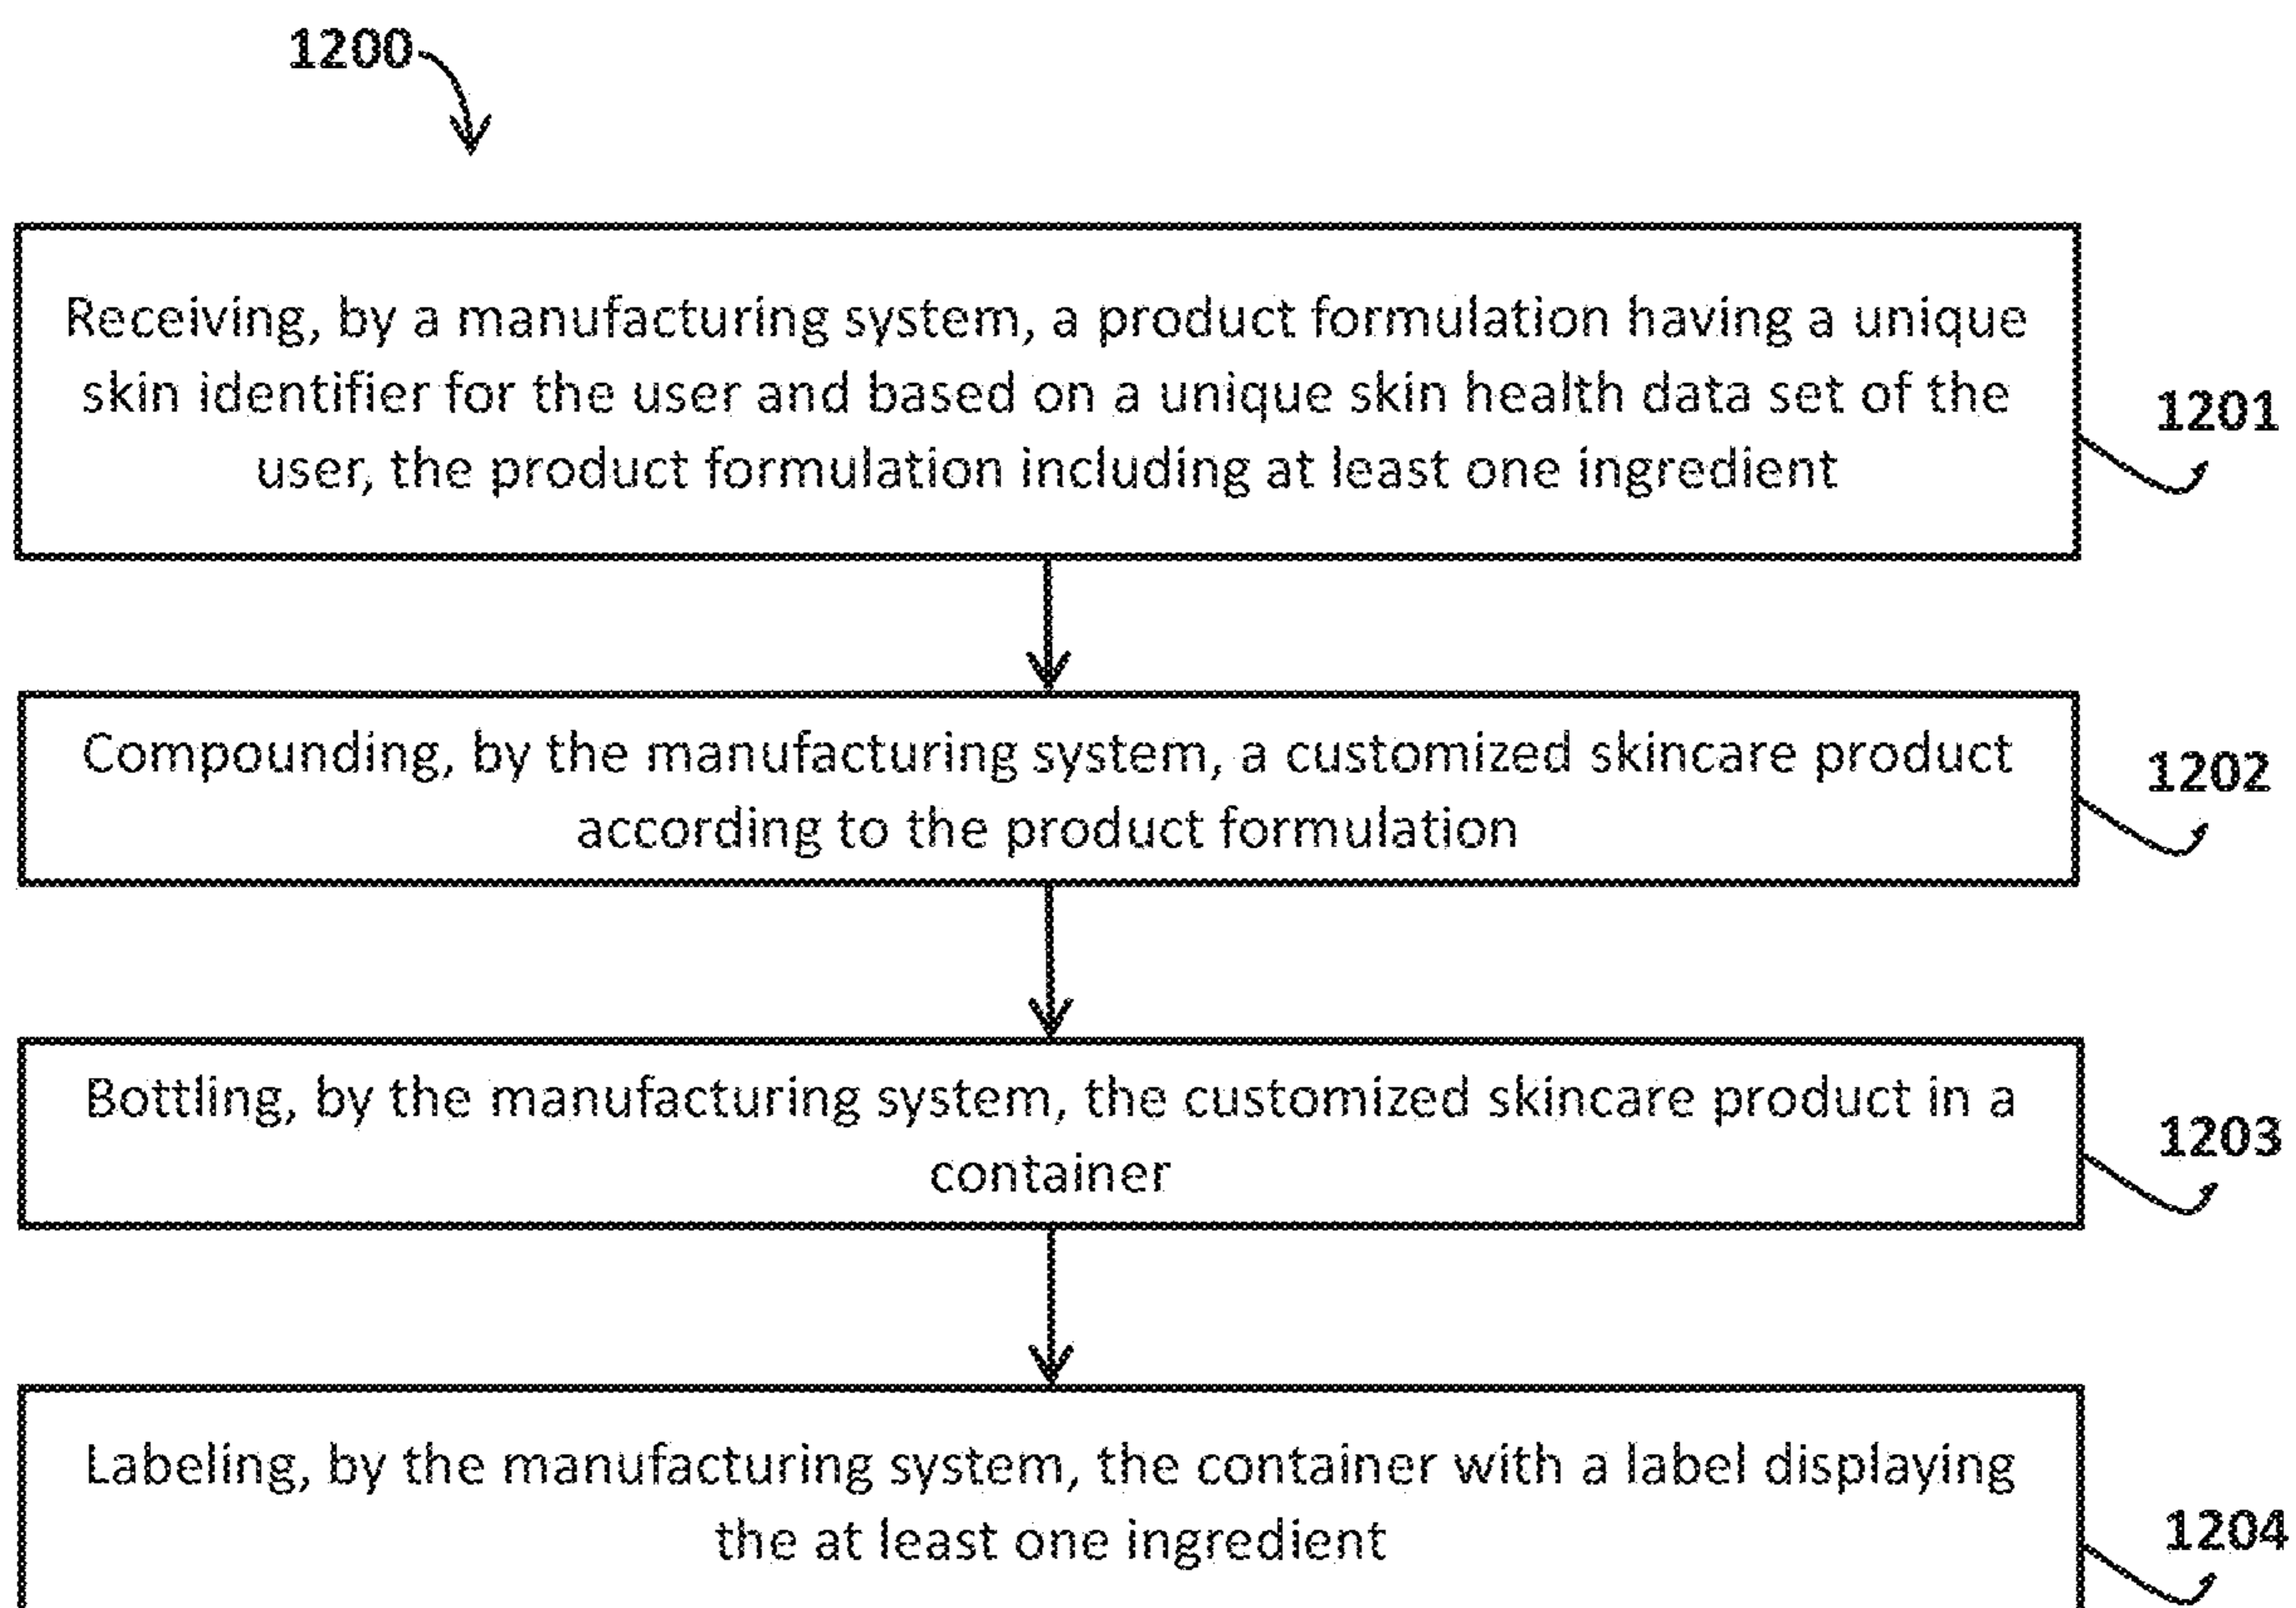 1200
Receiving, by a manufacturing system, a product formulation having a unique
skin identifier for the user and based on a unique skin health data set of the
user, the product formulation including at least one ingredient
1201
Compounding, by the manufacturing system, a customized skincare product
according to the product formulation
1202
Bottling, by the manufacturing system, the customized skincare product in a
container
1203
Labeling, by the manufacturing system, the container with a label displaying
the at least one ingredient
1204